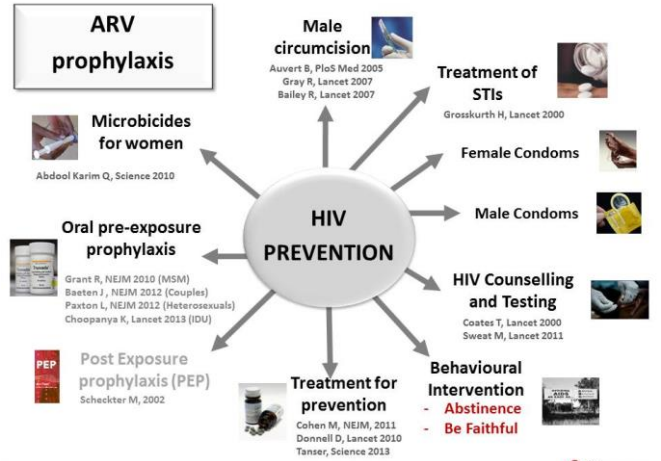 ARV
prophylaxis
Male
circumcision
Auvert B, PloS Med 2005
Gray R, Lancet 2007
Bailey R, Lancet 2007
Treatment of
STIs
Grosskurth H, Lancet 2000
Microbicides
for women
Abdool Karim Q, Science 2010
Female Condoms
Male Condoms
HIV
PREVENTION
Oral pre-exposure
prophylaxis
Grant R, NEJM 2010 (MSM)
Baeten J , NEJM 2012 (Couples)
Paxton L, NEJM 2012 (Heterosexuals)
Choopanya K, Lancet 2013 (IDU)
HIV Counselling
and Testing
Coates T, Lancet 2000
Sweat M, Lancet 2011
PEP
Post Exposure
prophylaxis (PEP)
Scheckter M, 2002
Treatment for
prevention
Cohen M, NEJM, 2011
Donnell D, Lancet 2010
Tanser, Science 2013
Behavioural
Intervention
- Abstinence
- Be Faithful